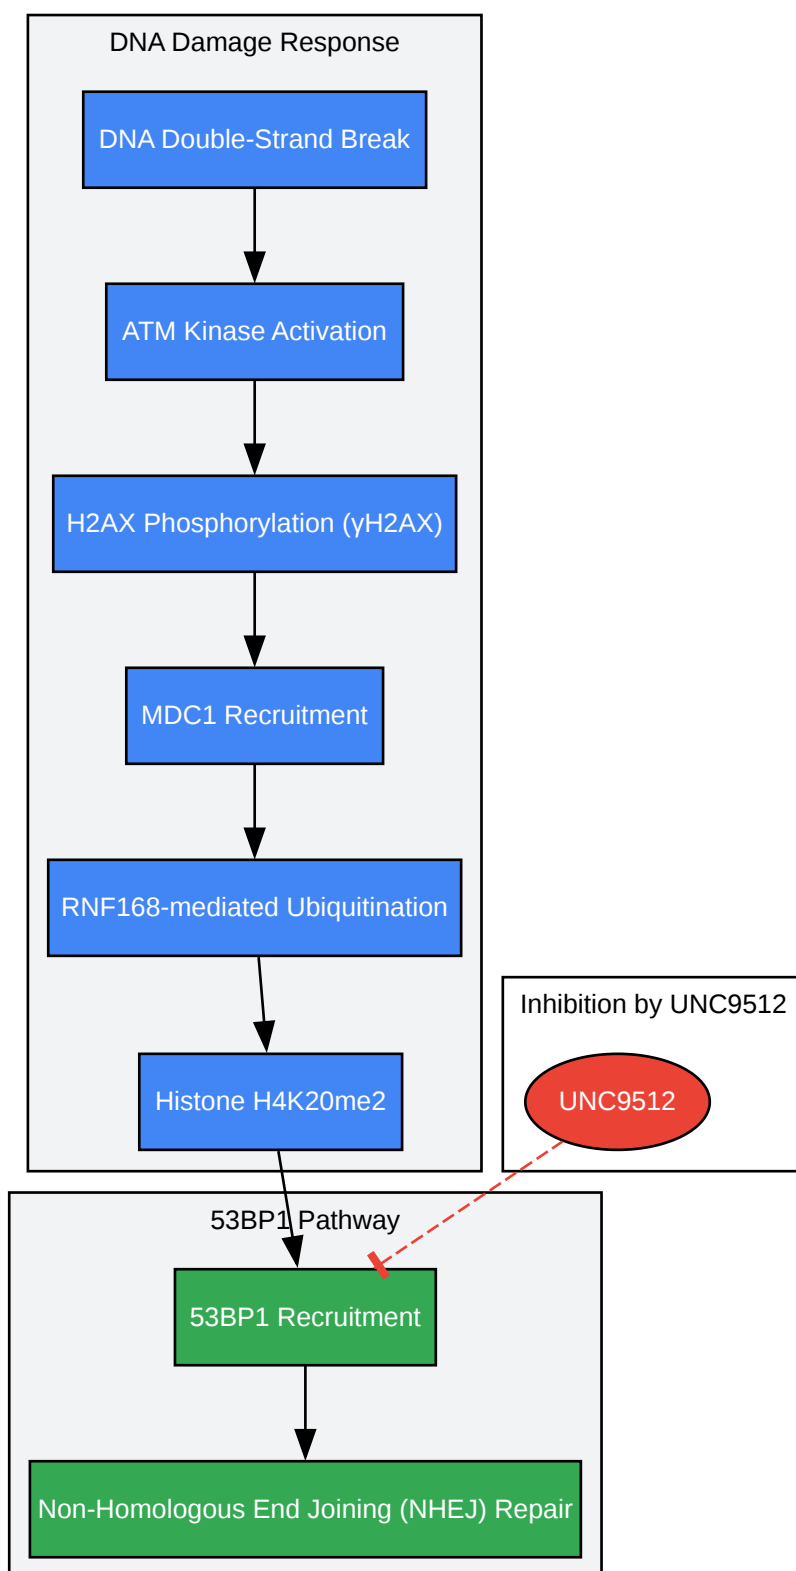 DNA Damage Response
DNA Double-Strand Break
ATM Kinase Activation
H2AX Phosphorylation (γH2AX)
MDC1 Recruitment
RNF168-mediated Ubiquitination
Inhibition by UNC9512
Histone H4K20me2
UNC9512
53BP1 Pathway
53BP1 Recruitment
Non-Homologous End Joining (NHEJ) Repair